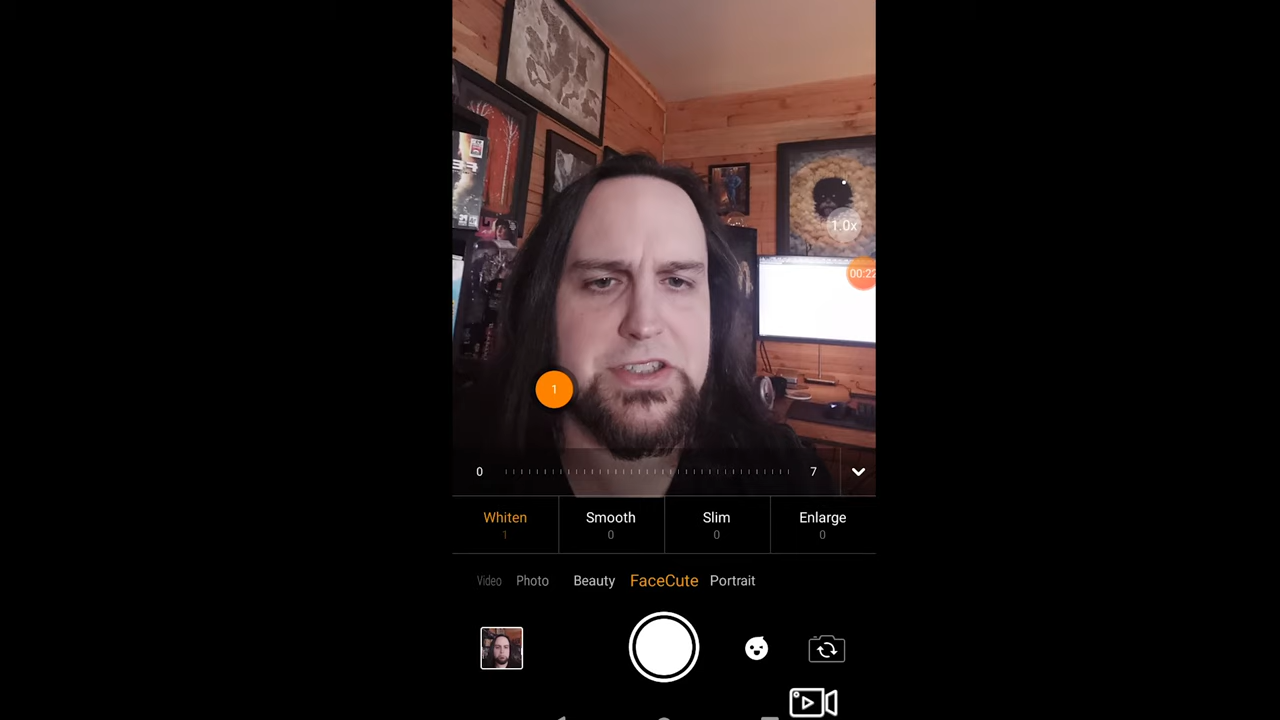 1.0x
00:22
1
0 7
Whiten Smooth Slim Enlarge
1 0 0 0
Video Photo Beauty FaceCute Portrait